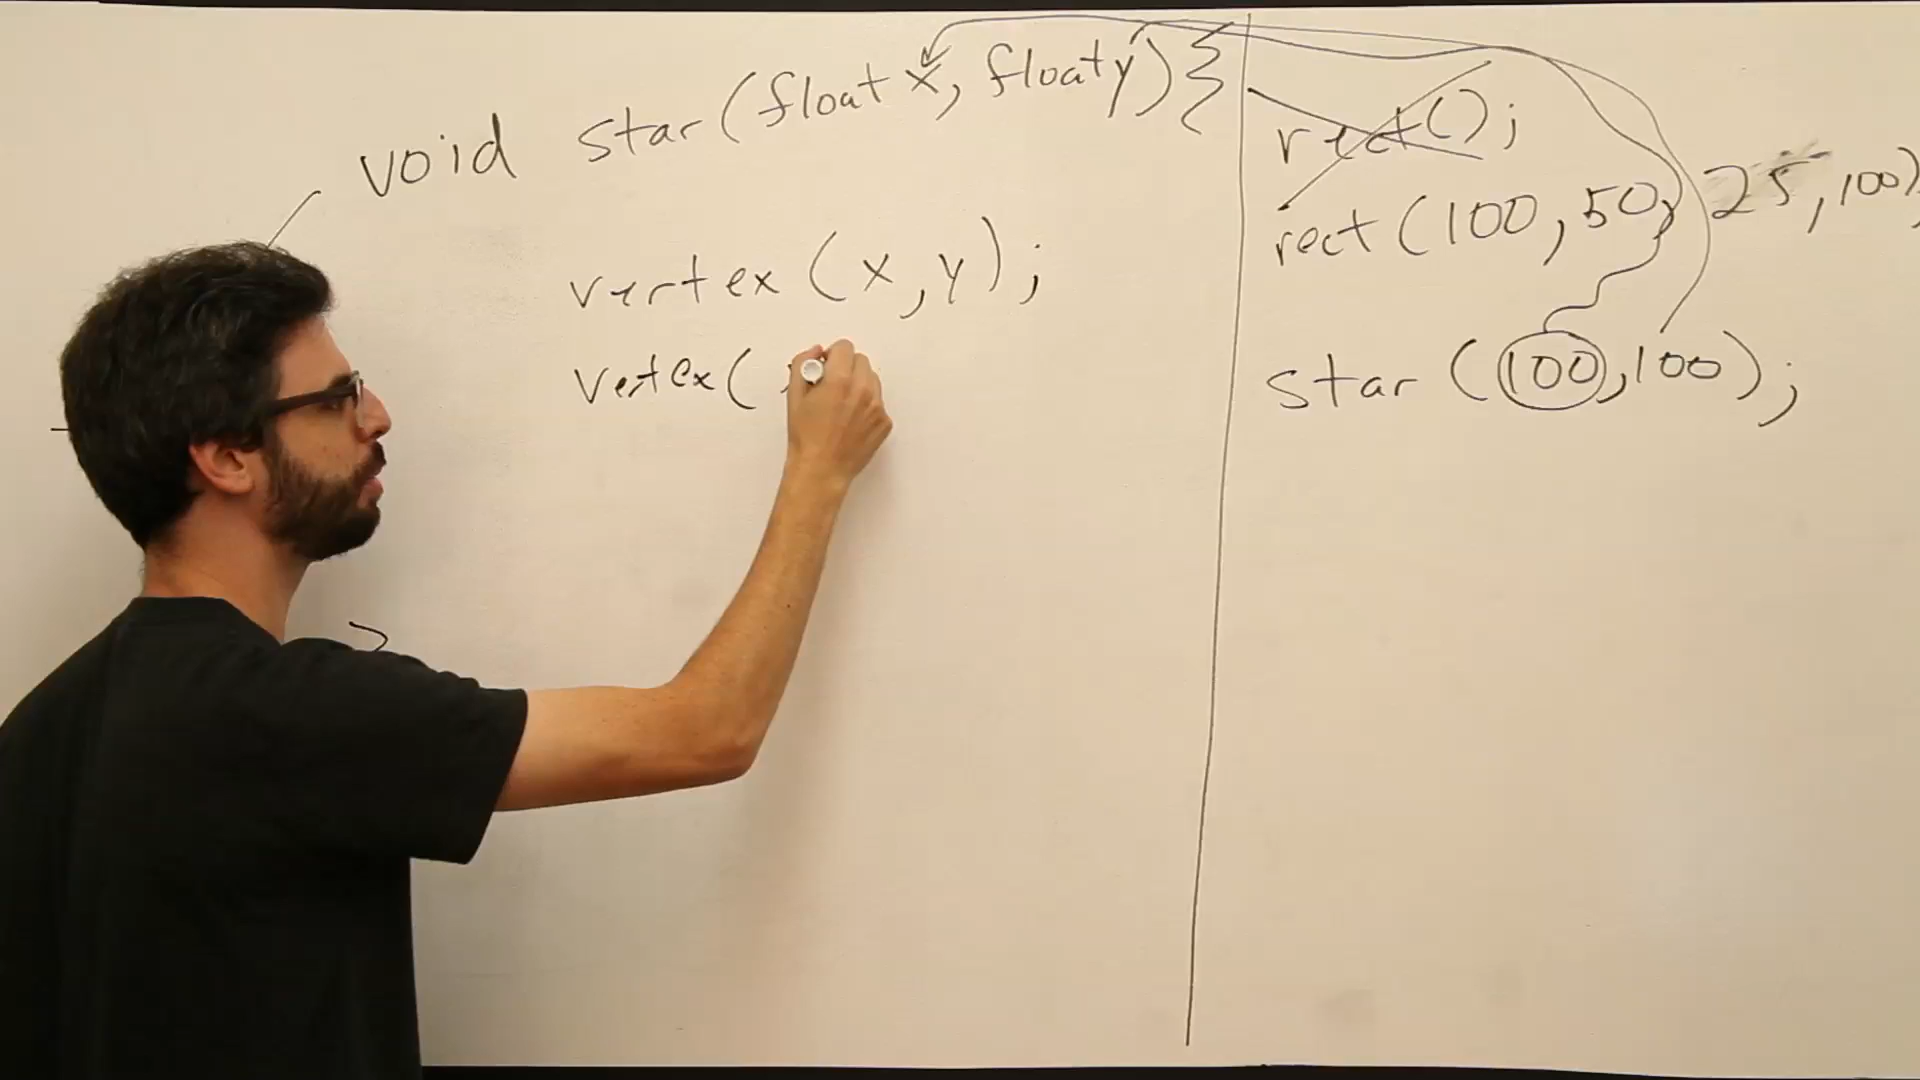 void star(float x, float y) {
vertex (x,y);
vertex(
rect();
rect (100,50, 25,100)
star (100,100);